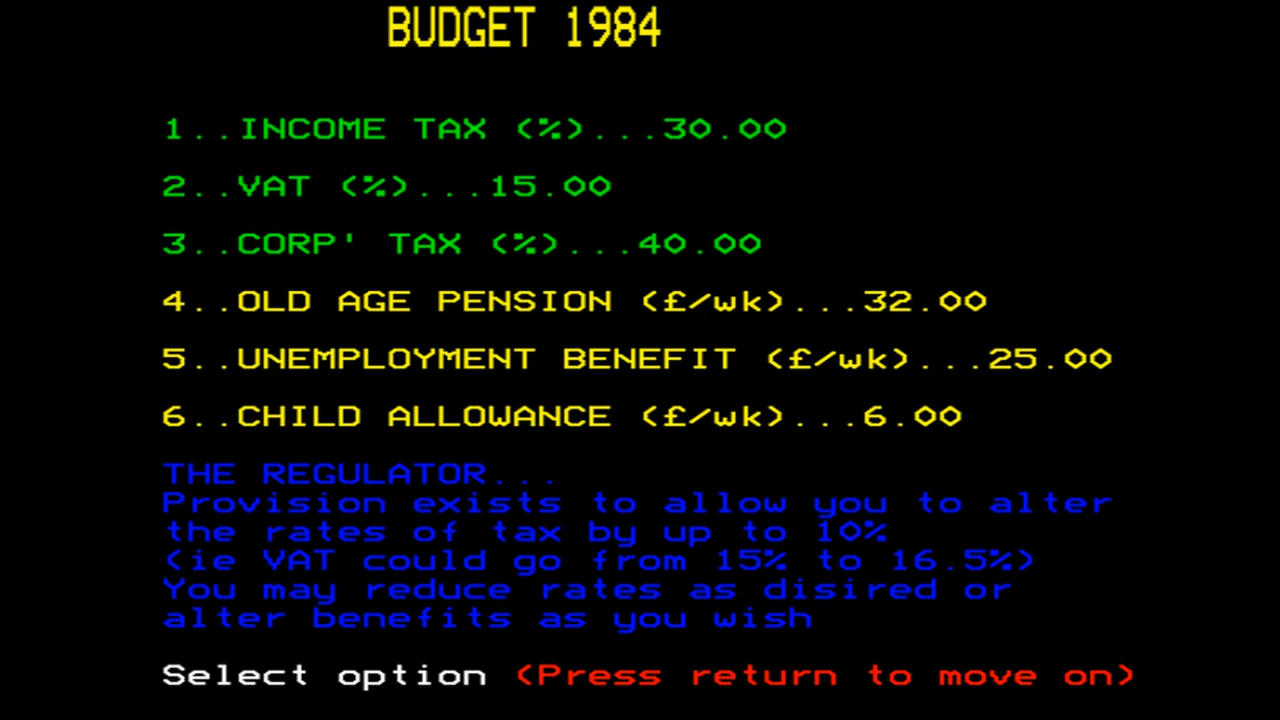 BUDGET 1984
1..INCOME TAX (%)...30.00
2..VAT (%)...15.00
3..CORP' TAX (%)...40.00
4..OLD AGE PENSION (£/wk)...32.00
5..UNEMPLOYMENT BENEFIT (£/wk)...25.00
6..CHILD ALLOWANCE (£/wk)...6.00
THE REGULATOR...
Provision exists to allow you to alter
the rates of tax by up to 10%
(ie VAT could go from 15% to 16.5%)
You may reduce rates as disired or
alter benefits as you wish
Select option (Press return to move on)